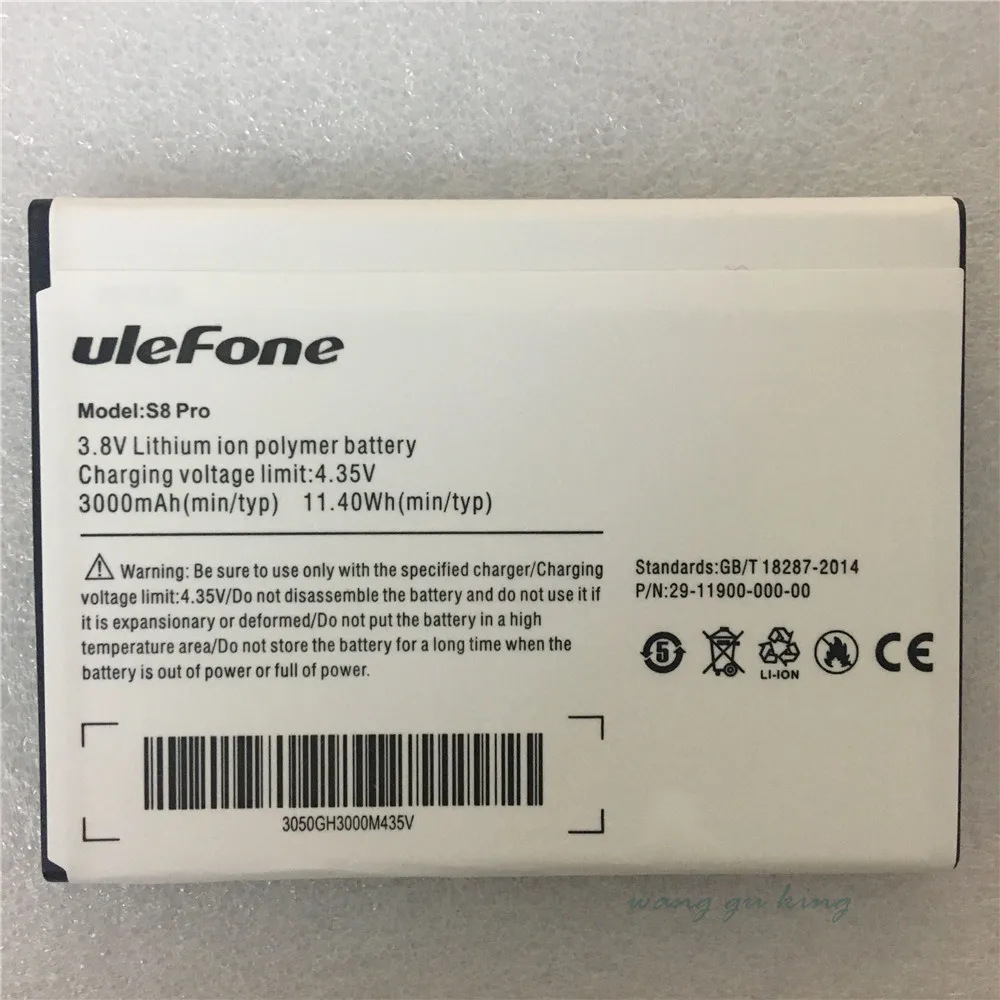 uleFone
Model:S8 Pro
3.8V Lithium ion polymer battery
Charging voltage limit:4.35V
3000mAh(min/typ) 11.40Wh(min/typ)
Warning: Be sure to use only with the specified charger/Charging
voltage limit:4.35V/Do not disassemble the battery and do not use it if
it is expansionary or deformed/Do not put the battery in a high
temperature area/Do not store the battery for a long time when the
battery is out of power or full of power.
Standards:GB/T 18287-2014
P/N:29-11900-000-00
5
LI-ION
CE
3050GH3000M435V
wang gu king